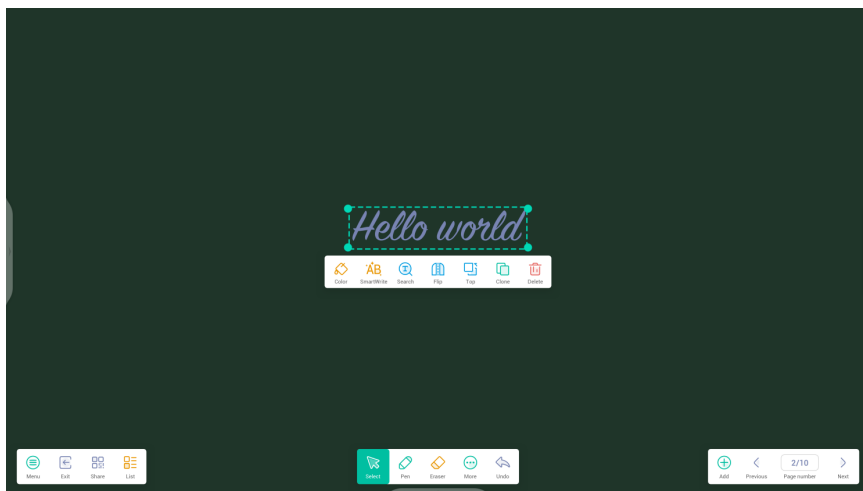 Hello world
Color SmartWrite Search Flip Top Clone Delete
Menu Exit Share List
Select Pen Eraser More Undo
2/10
Add Previous Page number Next